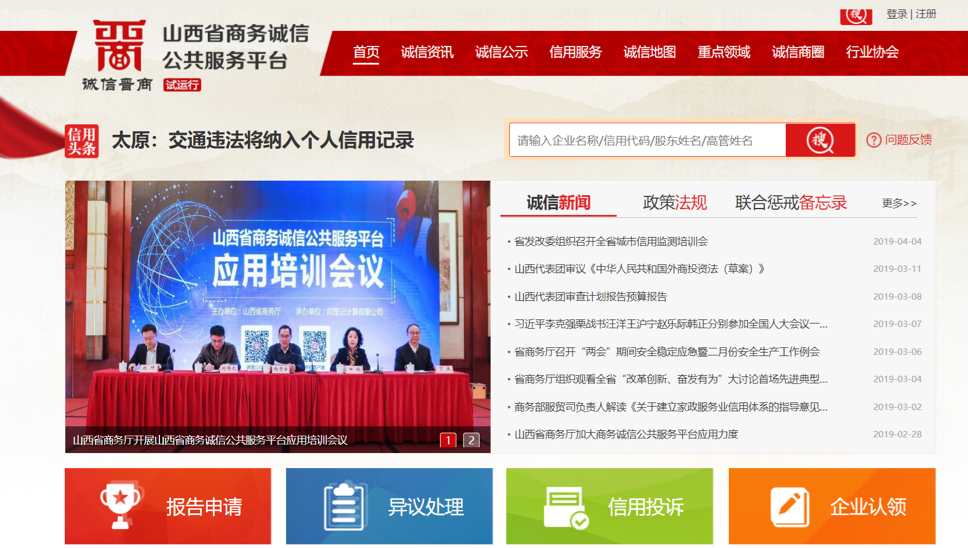 搜
登录 | 注册
山西省商务诚信
公共服务平台
诚信晋商
试运行
首页 诚信资讯 诚信公示 信用服务 诚信地图 重点领域 诚信商圈 行业协会
信用
头条
太原：交通违法将纳入个人信用记录
请输入企业名称/信用代码/股东姓名/高管姓名
搜
? 问题反馈
山西省商务诚信公共服务平台
应用培训会议
主办单位：山西省商务厅
山西省商务厅开展山西省商务诚信公共服务平台应用培训会议
1 2
诚信新闻 政策法规 联合惩戒备忘录 更多>>
· 省发改委组织召开全省城市信用监测培训会 2019-04-04
· 山西代表团审议《中华人民共和国外商投资法（草案）》 2019-03-11
· 山西代表团审查计划报告预算报告 2019-03-08
· 习近平李克强栗战书汪洋王沪宁赵乐际韩正分别参加全国人大会议一... 2019-03-07
· 省商务厅召开“两会”期间安全稳定应急暨二月份安全生产工作例会 2019-03-06
· 省商务厅组织观看全省“改革创新、奋发有为”大讨论首场先进典型... 2019-03-04
· 商务部服贸司负责人解读《关于建立家政服务业信用体系的指导意见... 2019-03-02
· 山西省商务厅加大商务诚信公共服务平台应用力度 2019-02-28
报告申请
异议处理
信用投诉
企业认领